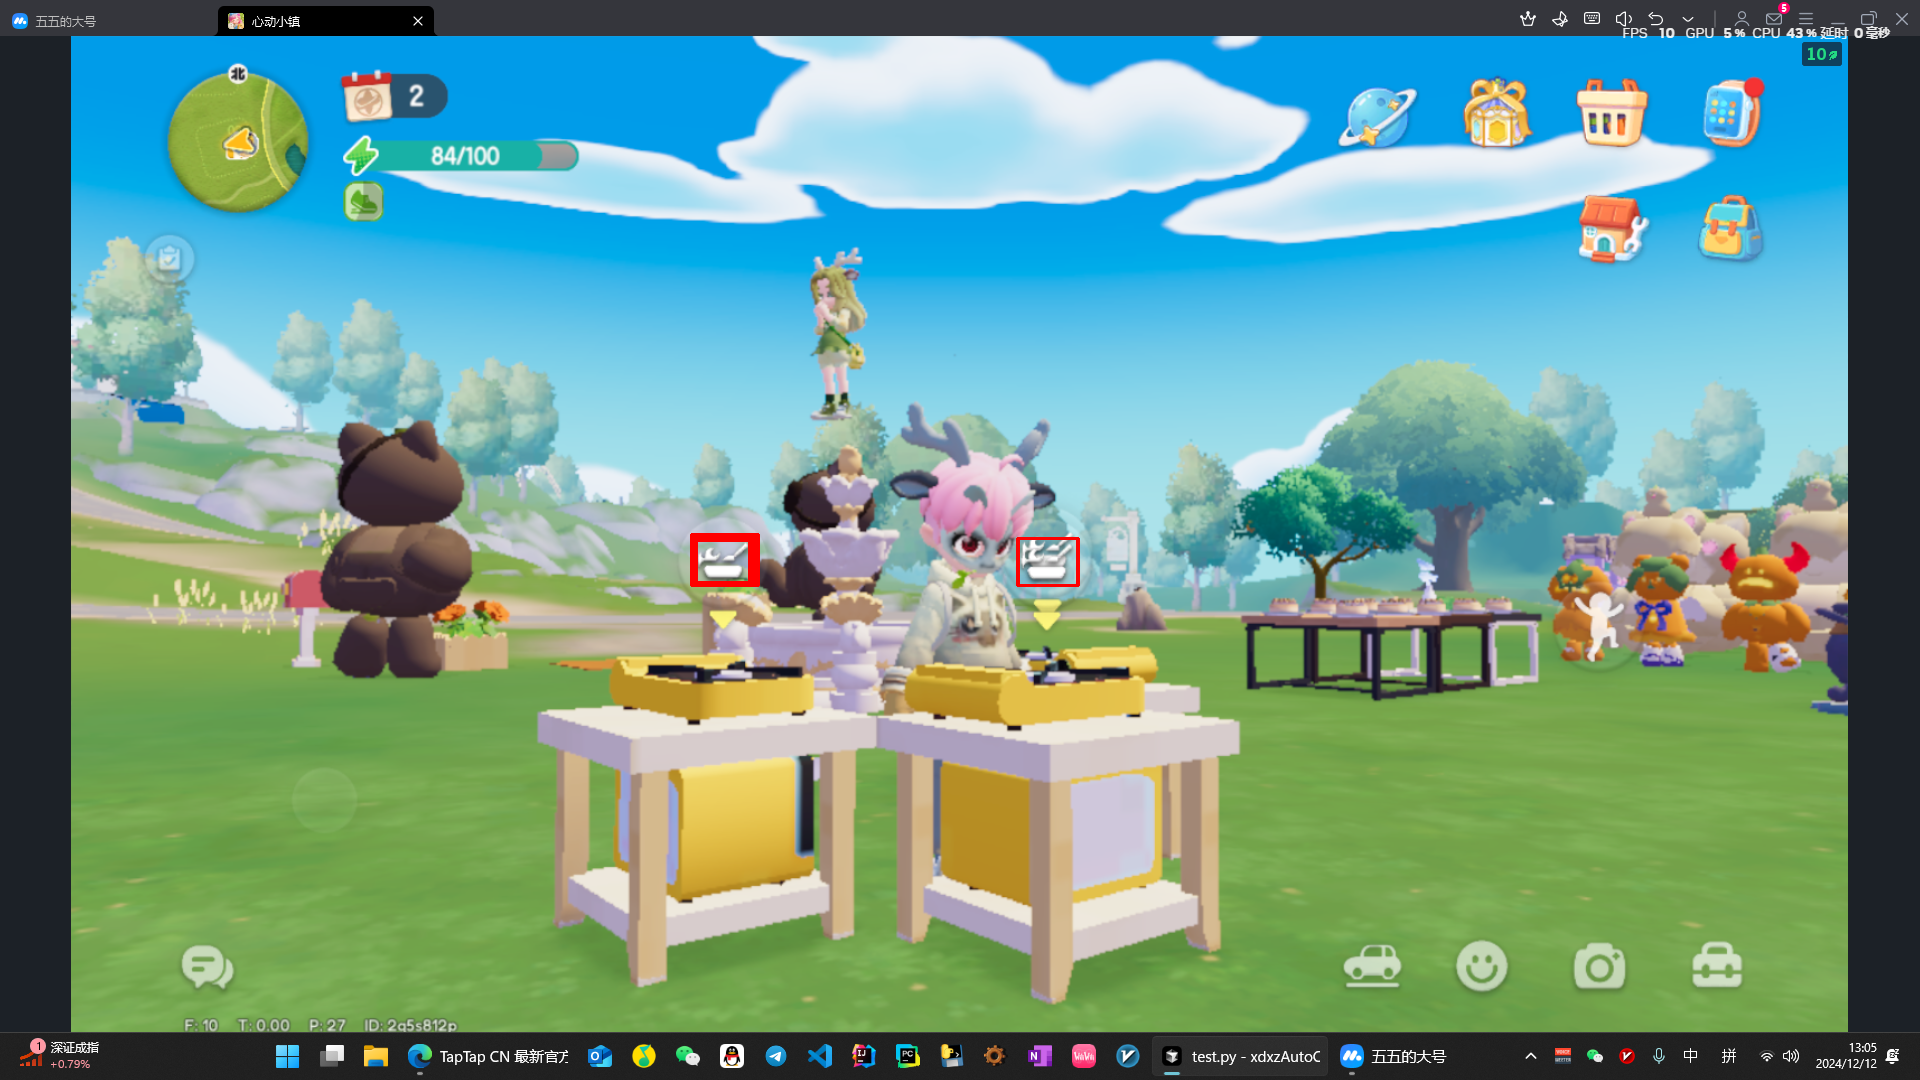 五五的大号
心动小镇
5
FPS 10 GPU 5% CPU 43% 延时 0毫秒
10
北
2
84/100
F: 10 T:0.00 P: 27 ID: 2q5s812p
1
深证成指
+0.79%
TapTap CN 最新官方
test.py - xdxzAutoC
五五的大号
中
拼
13:05
2024/12/12